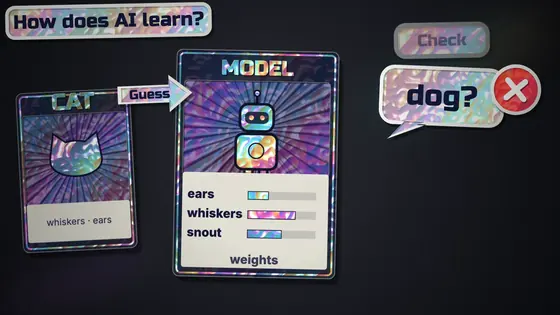 How does AI learn?
Check
CAT
Guess
MODEL
dog?
whiskers · ears
ears
whiskers
snout
weights